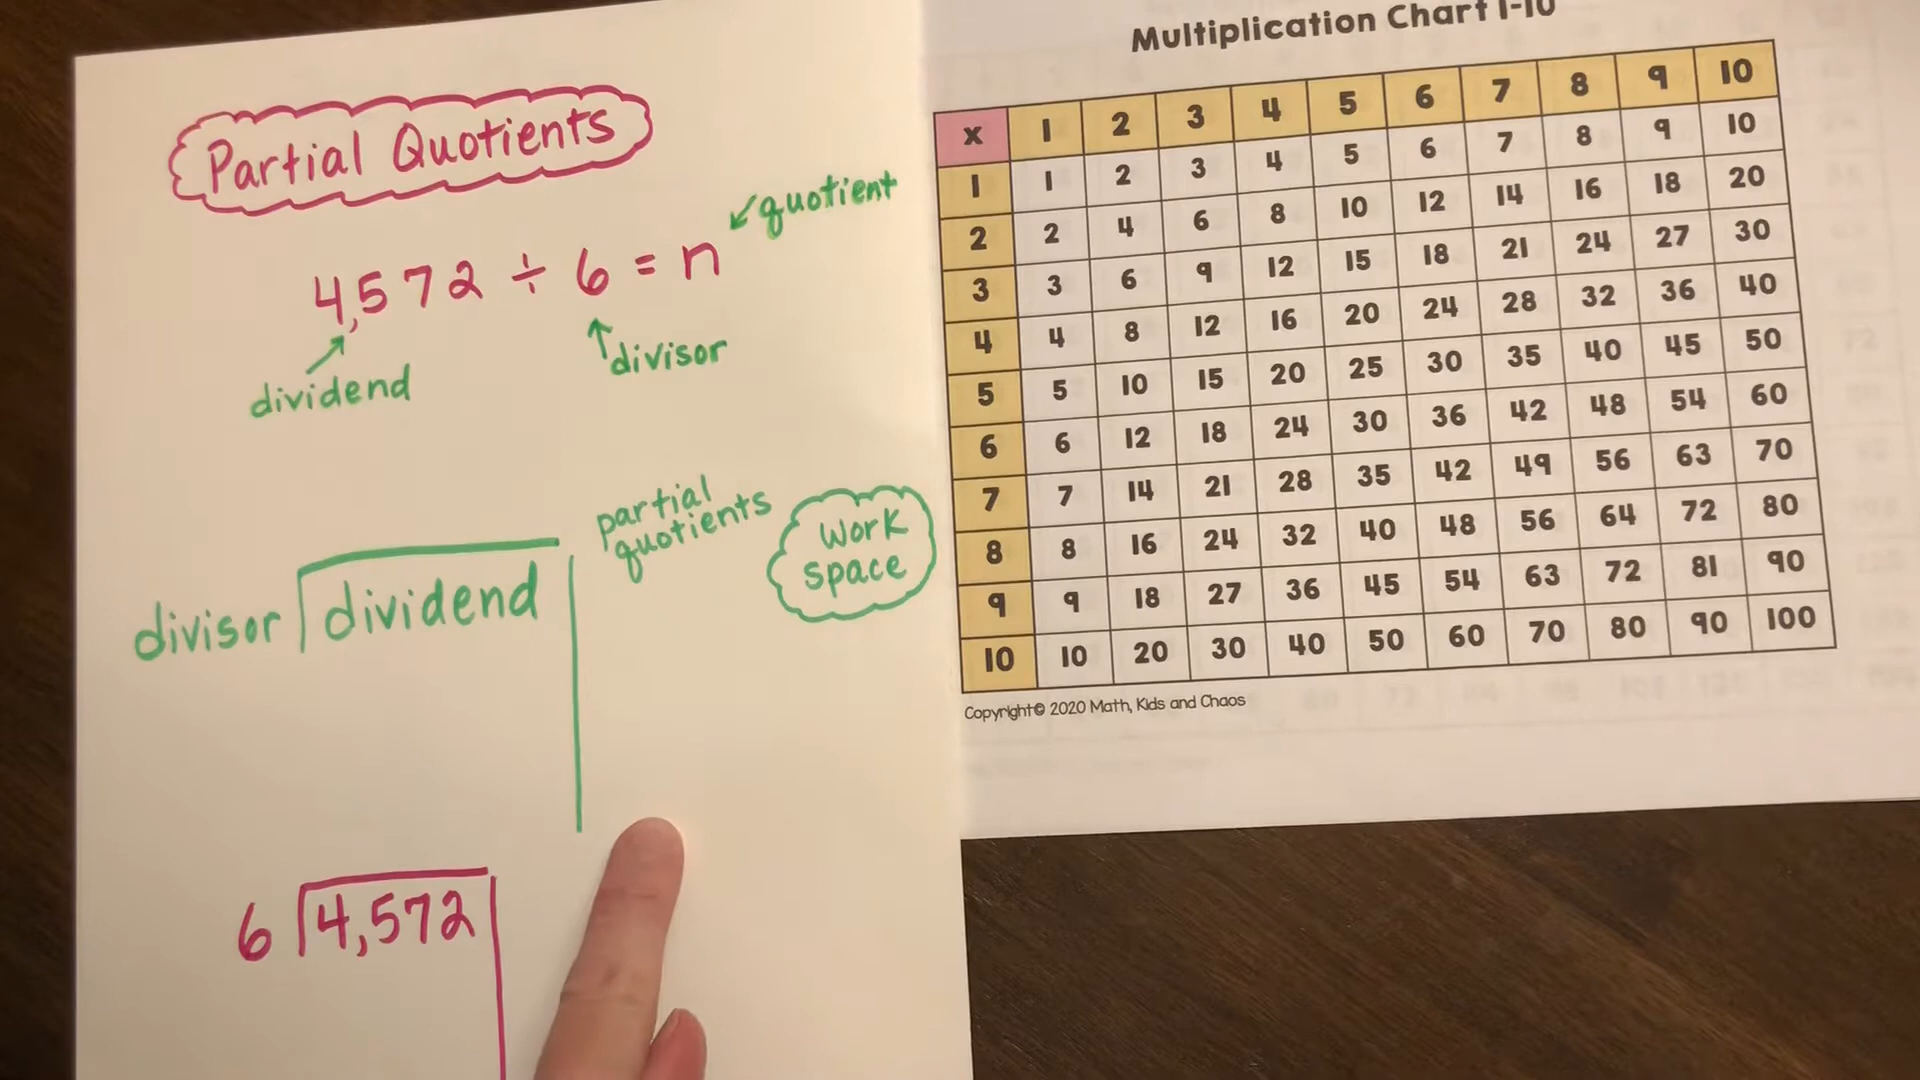 Partial Quotients
quotient
4,572 ÷ 6 = n
dividend
divisor
partial
quotients
Work
space
divisor dividend
6 4,572
Multiplication Chart 1-10
x 1 2 3 4 5 6 7 8 9 10
1 1 2 3 4 5 6 7 8 9 10
2 2 4 6 8 10 12 14 16 18 20
3 3 6 9 12 15 18 21 24 27 30
4 4 8 12 16 20 24 28 32 36 40
5 5 10 15 20 25 30 35 40 45 50
6 6 12 18 24 30 36 42 48 54 60
7 7 14 21 28 35 42 49 56 63 70
8 8 16 24 32 40 48 56 64 72 80
9 9 18 27 36 45 54 63 72 81 90
10 10 20 30 40 50 60 70 80 90 100
Copyright© 2020 Math, Kids and Chaos